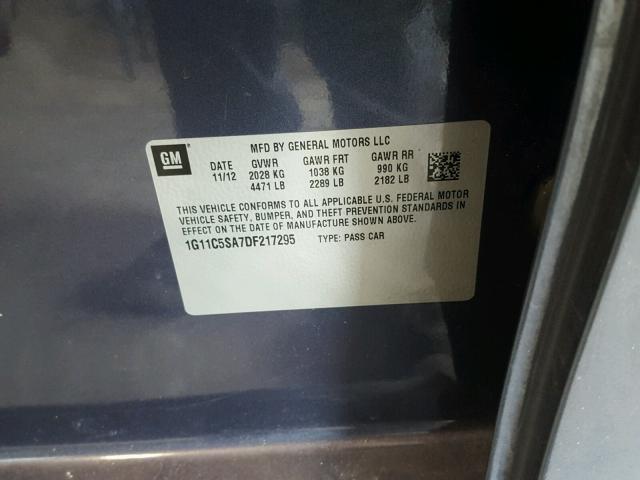 GM
MFD BY GENERAL MOTORS LLC
DATE GVWR GAWR FRT GAWR RR
11/12 2028 KG 1038 KG 990 KG
4471 LB 2289 LB 2182 LB
THIS VEHICLE CONFORMS TO ALL APPLICABLE U.S. FEDERAL MOTOR
VEHICLE SAFETY, BUMPER, AND THEFT PREVENTION STANDARDS IN
EFFECT ON THE DATE OF MANUFACTURE SHOWN ABOVE.
1G11C5SA7DF217295 TYPE: PASS CAR